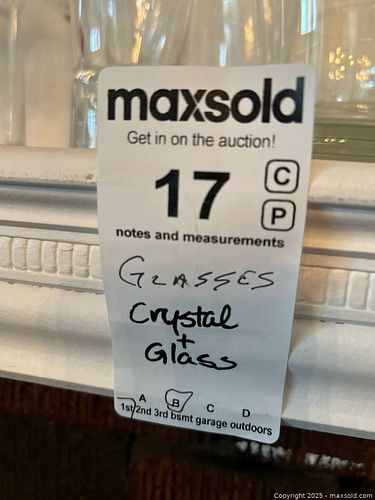 maxsold
Get in on the auction!
17 C
P
notes and measurements
GLASSES
Crystal
+
Glass
A B C D
1st 2nd 3rd bsmt garage outdoors
Copyright 2025 - maxsold.com